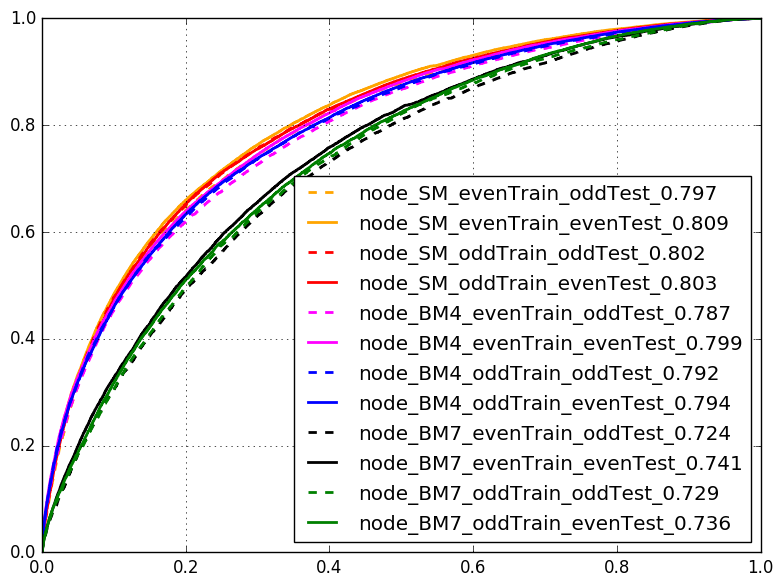 1.0
0.8
0.6
0.4
0.2
0.0
node_SM_evenTrain_oddTest_0.797
node_SM_evenTrain_evenTest_0.809
node_SM_oddTrain_oddTest_0.802
node_SM_oddTrain_evenTest_0.803
node_BM4_evenTrain_oddTest_0.787
node_BM4_evenTrain_evenTest_0.799
node_BM4_oddTrain_oddTest_0.792
node_BM4_oddTrain_evenTest_0.794
node_BM7_evenTrain_oddTest_0.724
node_BM7_evenTrain_evenTest_0.741
node_BM7_oddTrain_oddTest_0.729
node_BM7_oddTrain_evenTest_0.736
0.0 0.2 0.4 0.6 0.8 1.0